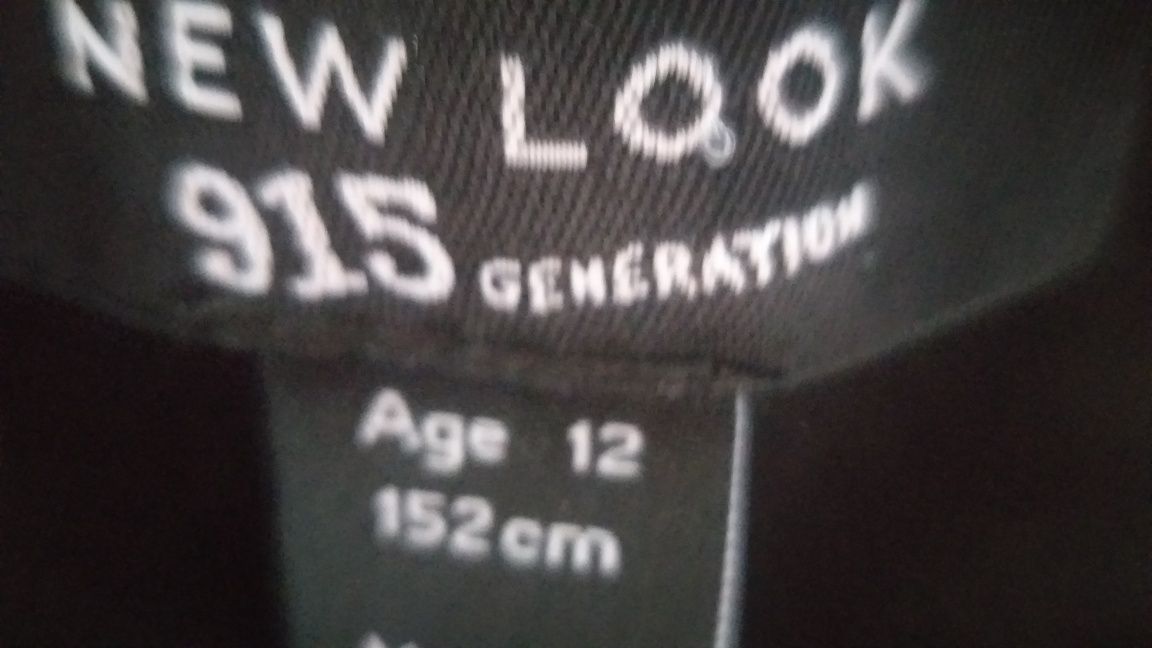 NEW LOOK
915 GENERATION
Age 12
152cm